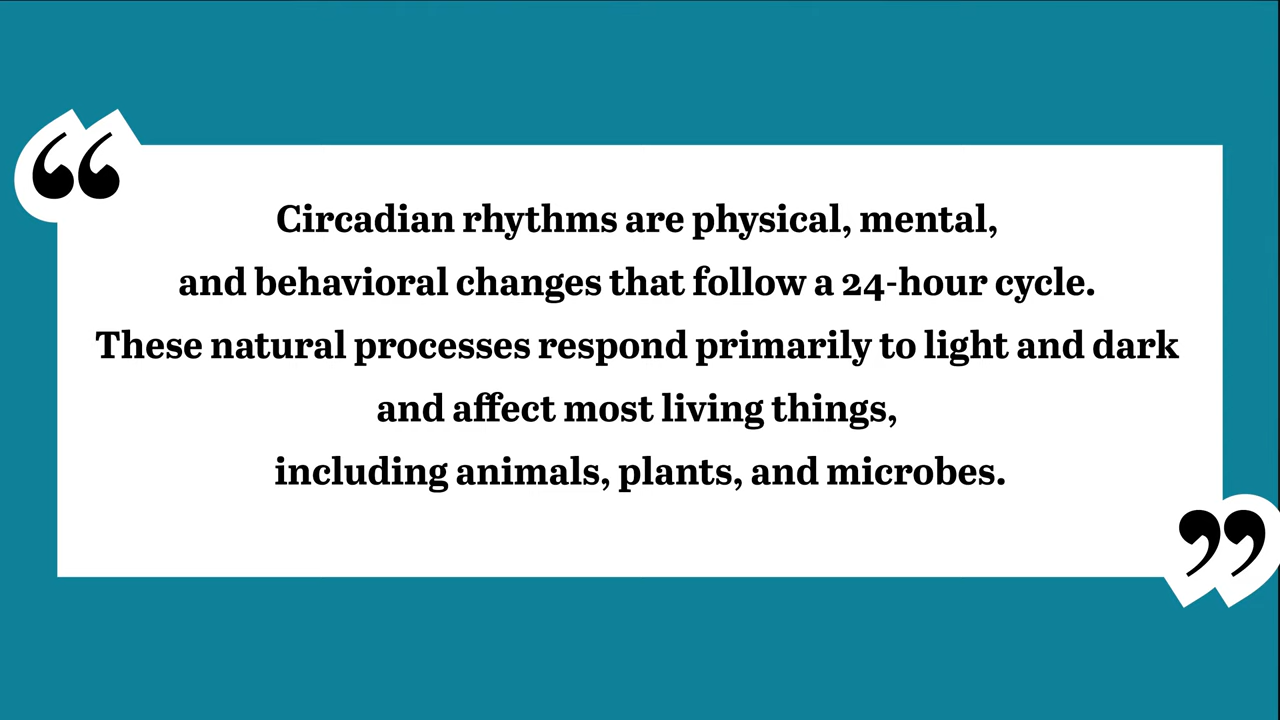 “
Circadian rhythms are physical, mental,
and behavioral changes that follow a 24-hour cycle.
These natural processes respond primarily to light and dark
and affect most living things,
including animals, plants, and microbes.
”